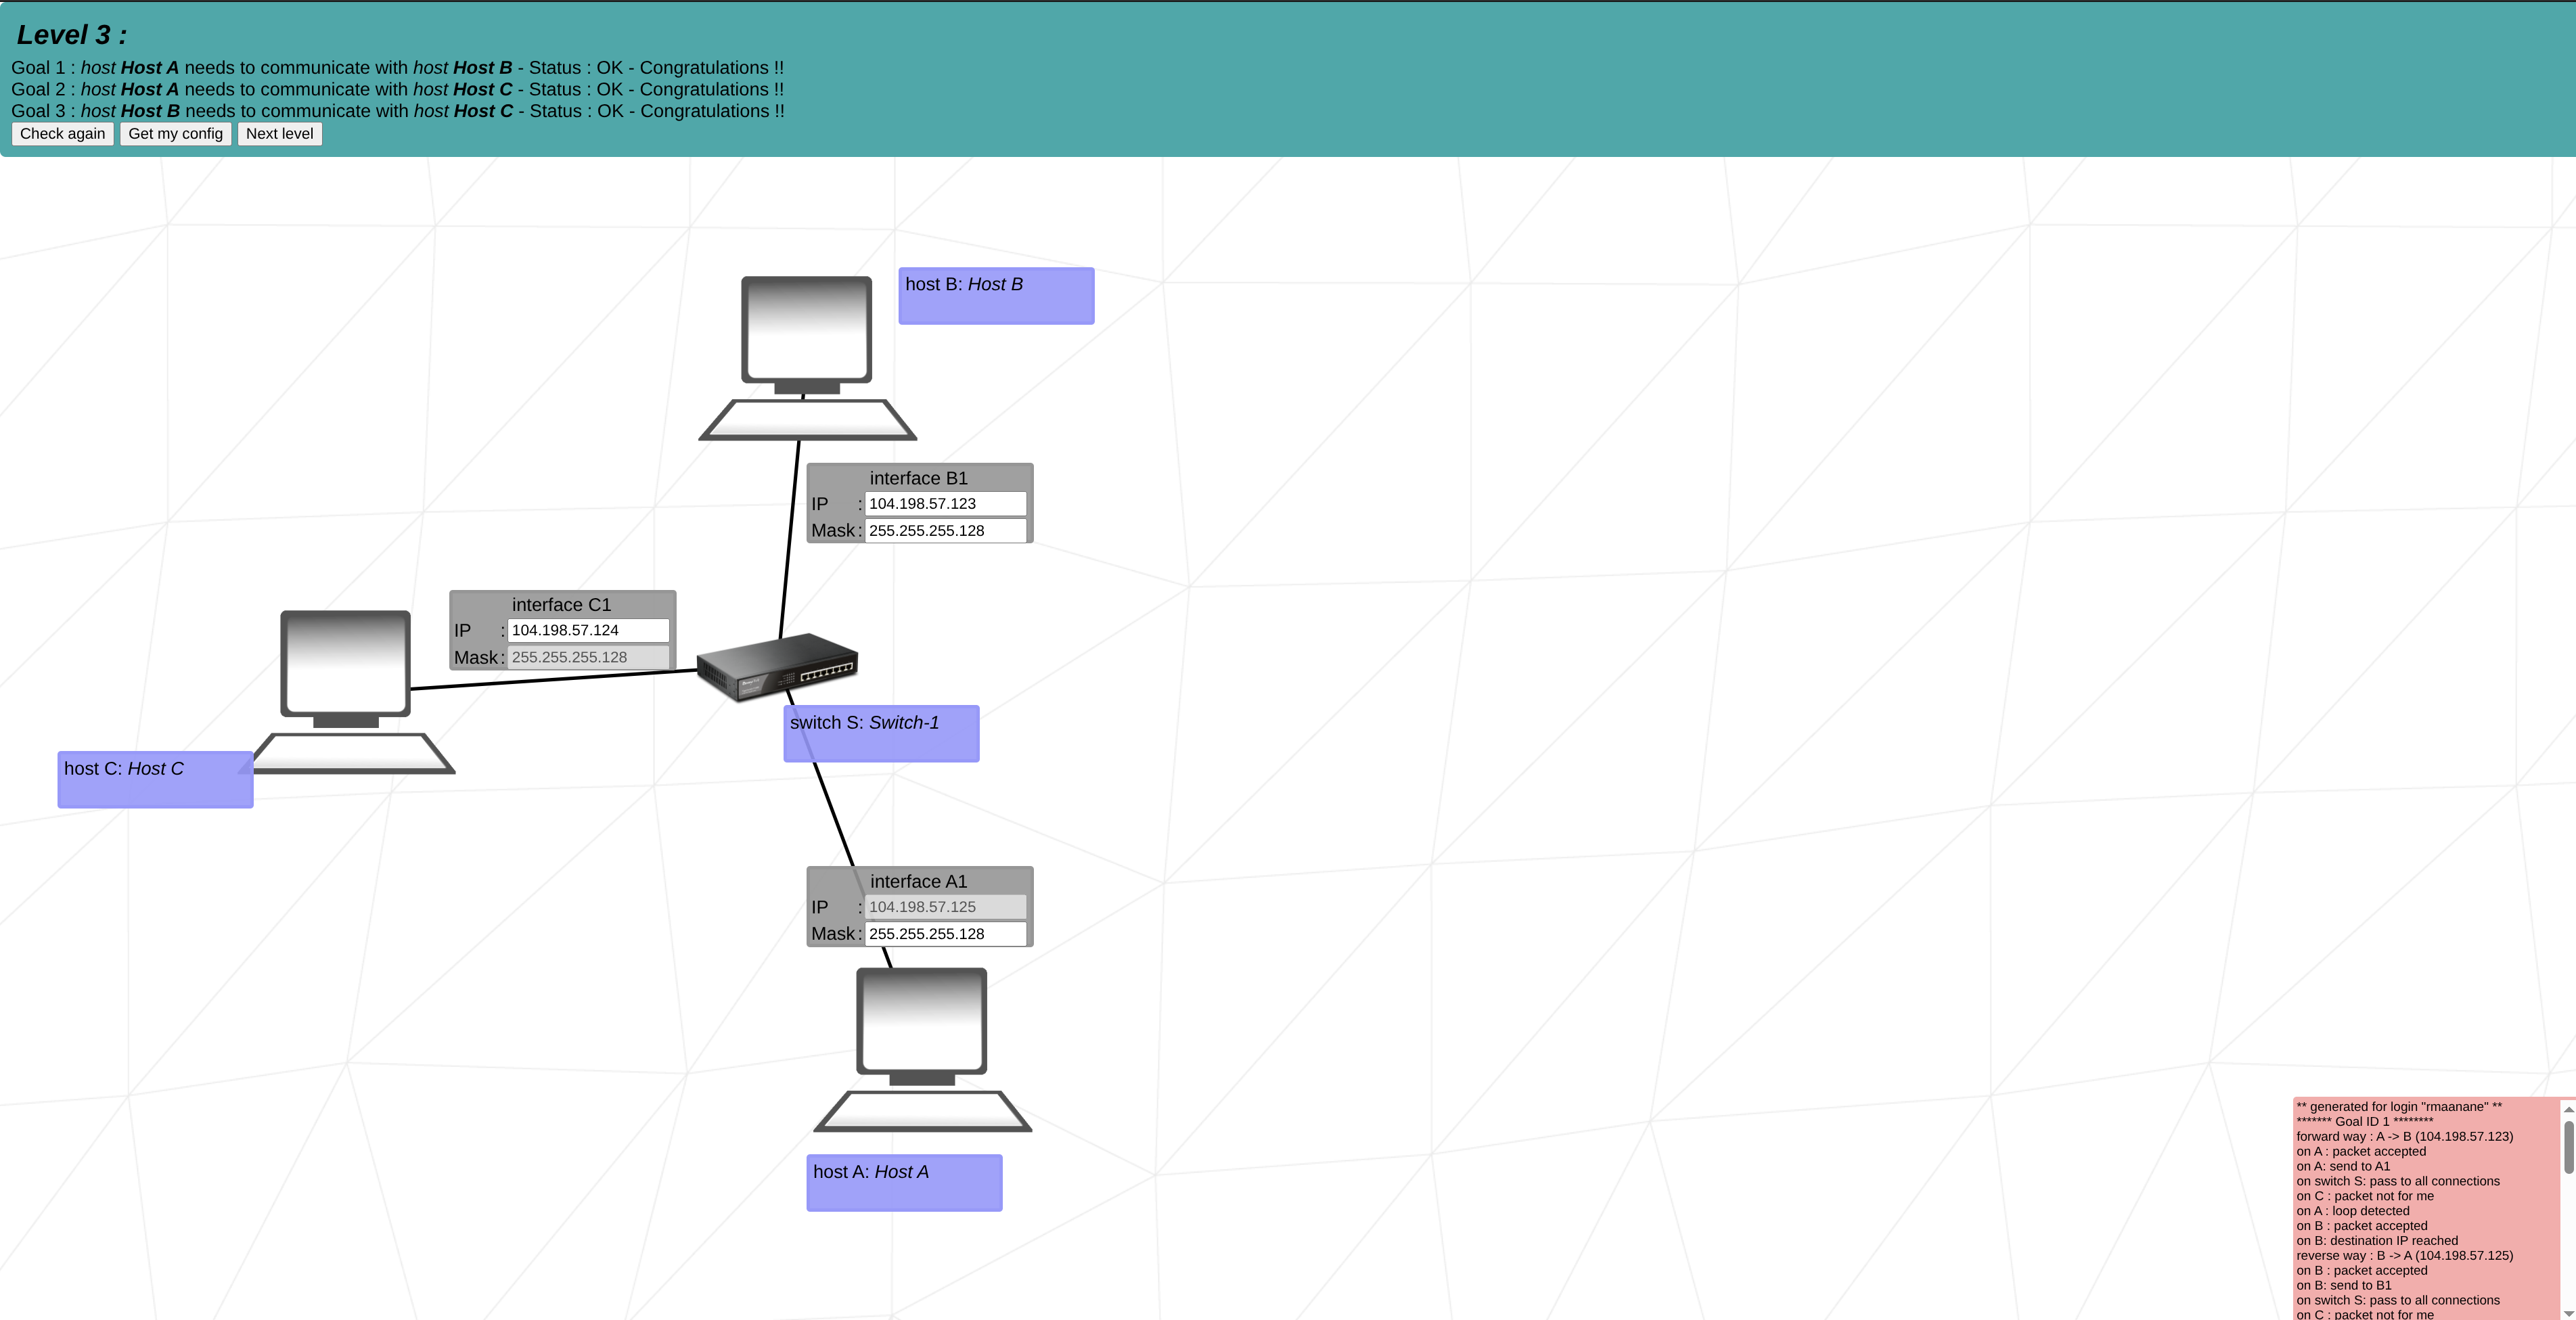 Level 3 :
Goal 1 : host Host A needs to communicate with host Host B - Status : OK - Congratulations !!
Goal 2 : host Host A needs to communicate with host Host C - Status : OK - Congratulations !!
Goal 3 : host Host B needs to communicate with host Host C - Status : OK - Congratulations !!
Check again Get my config Next level
host B: Host B
interface B1
IP : 104.198.57.123
Mask : 255.255.255.128
interface C1
IP : 104.198.57.124
Mask : 255.255.255.128
switch S: Switch-1
host C: Host C
interface A1
IP : 104.198.57.125
Mask : 255.255.255.128
host A: Host A
** generated for login "rmaanane" **
******* Goal ID 1 ********
forward way : A -> B (104.198.57.123)
on A : packet accepted
on A: send to A1
on switch S: pass to all connections
on C : packet not for me
on A : loop detected
on B : packet accepted
on B: destination IP reached
reverse way : B -> A (104.198.57.125)
on B : packet accepted
on B: send to B1
on switch S: pass to all connections
on C : packet not for me